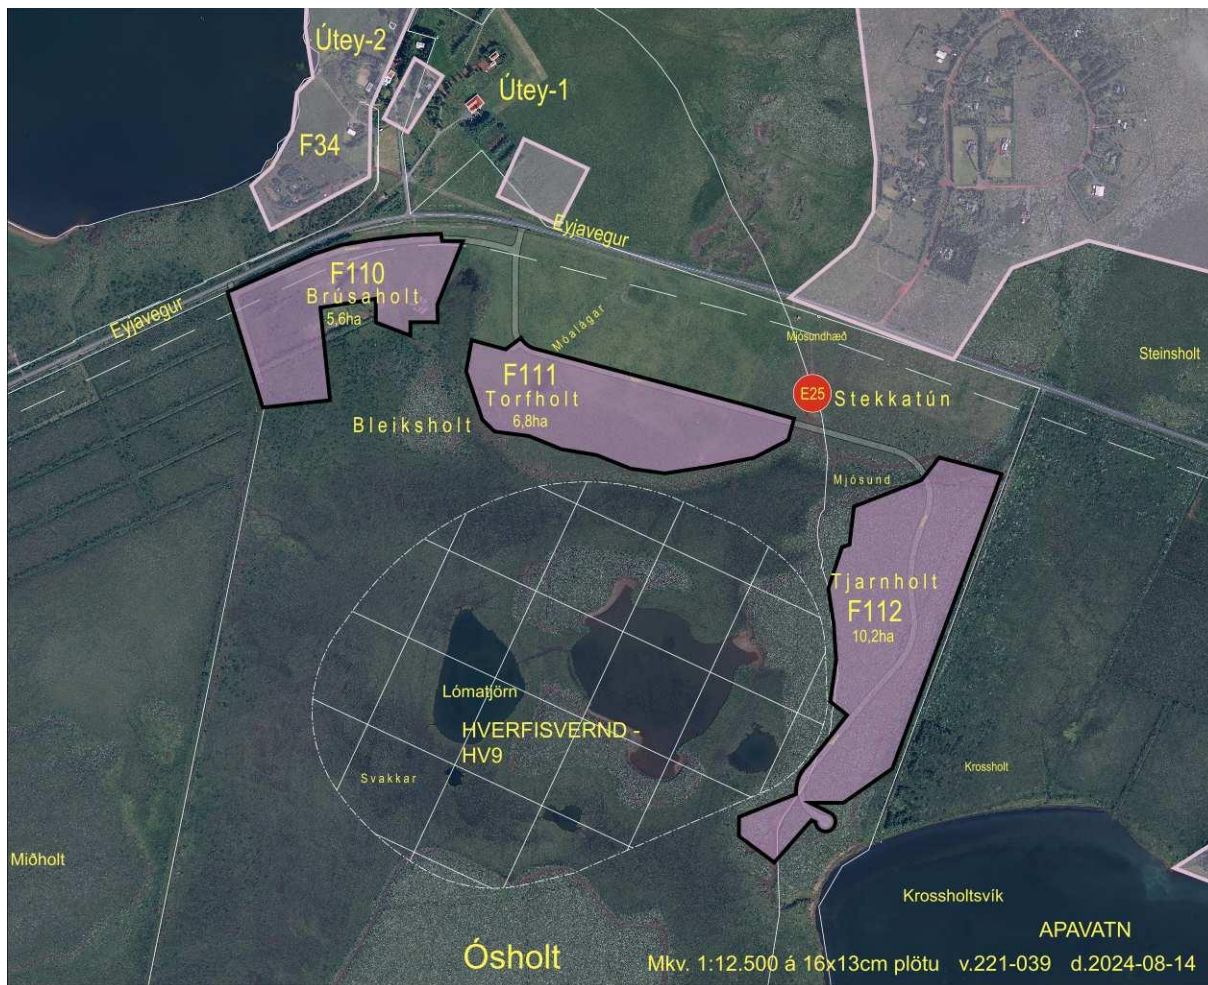 Útey-2
Útey-1
F34
Eyjavegur
F110
Brúsaholt
5,6ha
Eyjavegur
Móalágar
Mjósundhæð
Steinsholt
F111
Torfholt
6,8ha
E25
Stekkatún
Bleiksholt
Mjósund
Tjarnholt
F112
10,2ha
Lómatjörn
HVERFISVERND -
HV9
Svakkar
Krossholt
Miðholt
Krossholtsvík
APAVATN
Ósholt
Mkv. 1:12.500 á 16x13cm plötu v.221-039 d.2024-08-14